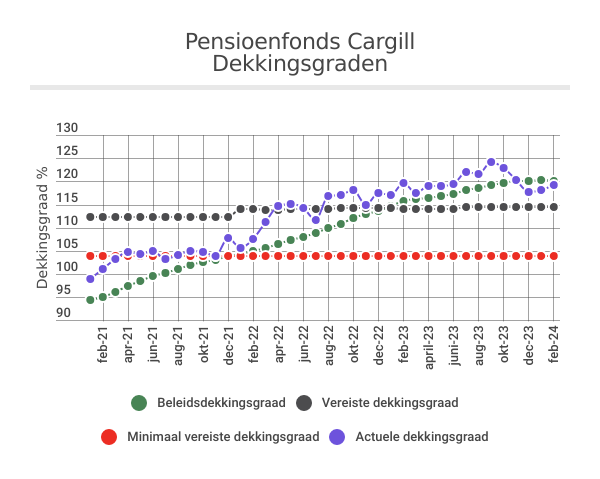 Pensioenfonds Cargill
Dekkingsgraden
Dekkingsgraad %
130
125
120
115
110
105
100
95
90
feb-21
apr-21
jun-21
aug-21
okt-21
dec-21
feb-22
apr-22
jun-22
aug-22
okt-22
dec-22
feb-23
april-23
juni-23
aug-23
okt-23
dec-23
feb-24
Beleidsdekkingsgraad
Vereiste dekkingsgraad
Minimaal vereiste dekkingsgraad
Actuele dekkingsgraad